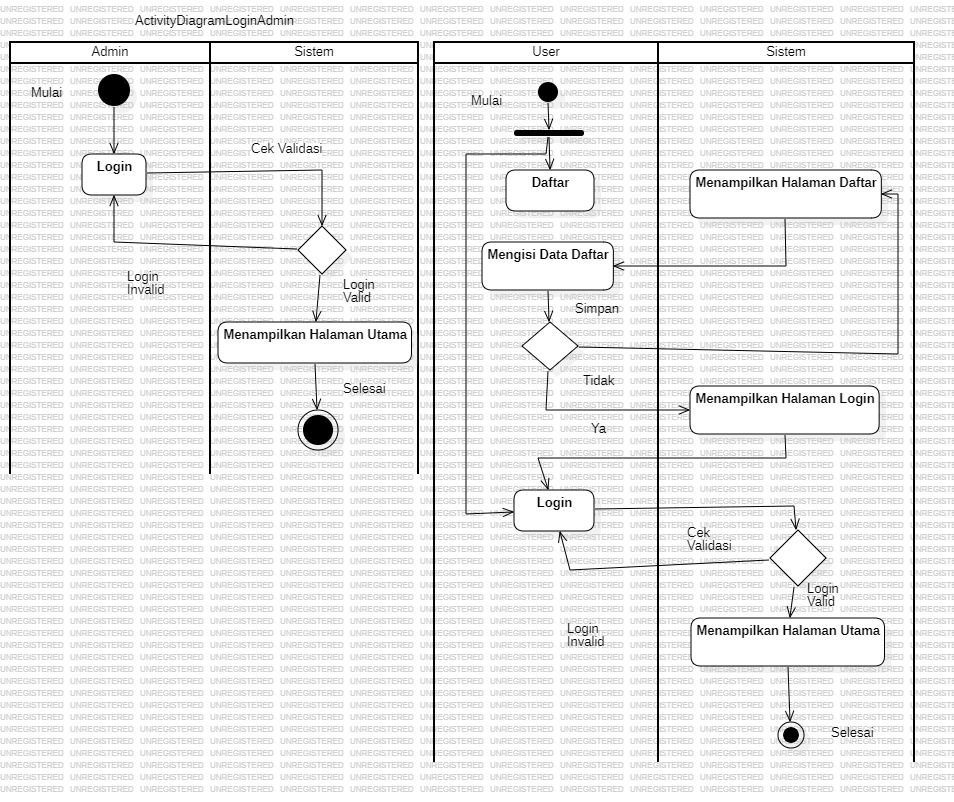 ActivityDiagramLoginAdmin
Admin
Sistem
Mulai
Login
Cek Validasi
Login
Invalid
Login
Valid
Menampilkan Halaman Utama
Selesai
User
Sistem
Mulai
Daftar
Menampilkan Halaman Daftar
Mengisi Data Daftar
Simpan
Tidak
Menampilkan Halaman Login
Ya
Login
Cek
Validasi
Login
Valid
Login
Invalid
Menampilkan Halaman Utama
Selesai
UNREGISTERED